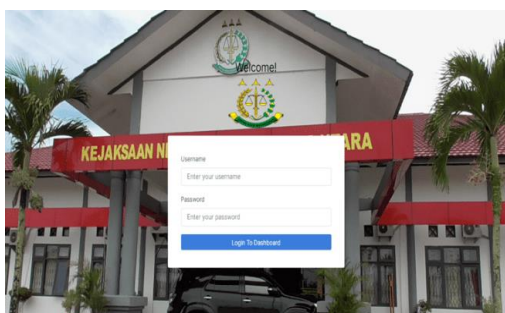 Welcome!
KEJAKSAAN N
ARA
Username
Enter your username
Password
Enter your password
Login To Dashboard